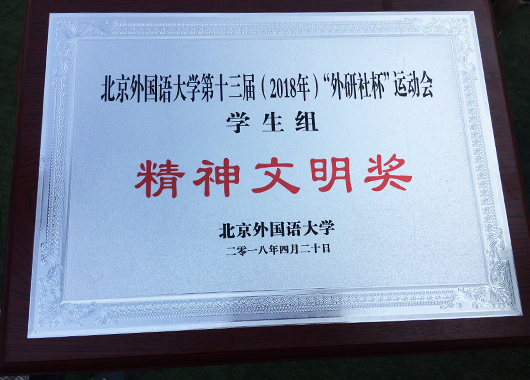 北京外国语大学第十三届（2018年）“外研社杯”运动会
学生组
精神文明奖
北京外国语大学
二零一八年四月二十日